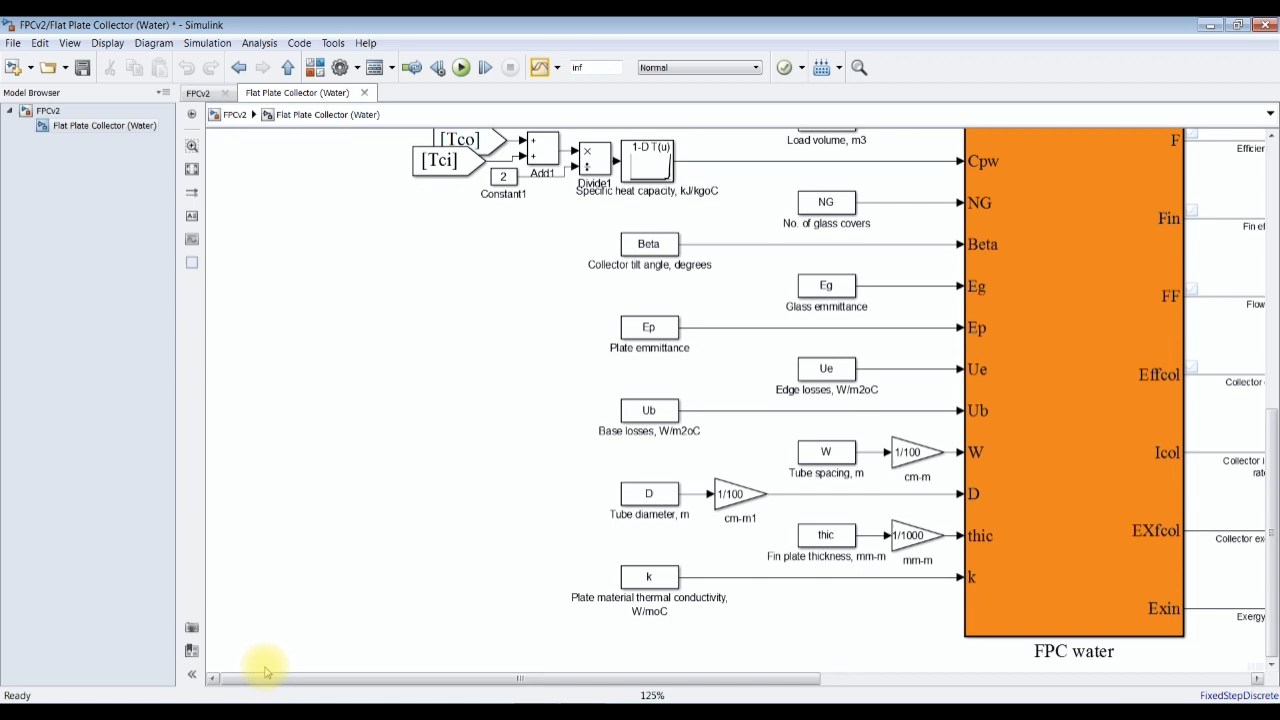 FPCv2/Flat Plate Collector (Water) * - Simulink
File Edit View Display Diagram Simulation Analysis Code Tools Help
inf
Normal
Model Browser
FPCv2
Flat Plate Collector (Water)
FPCv2
Flat Plate Collector (Water)
FPCv2
Flat Plate Collector (Water)
[Tco]
[Tci]
+
+
Add1
2
Constant1
×
÷
Divide1
1-D T(u)
Specific heat capacity, kJ/kgoC
Load volume, m3
NG
No. of glass covers
Beta
Collector tilt angle, degrees
Eg
Glass emmittance
Ep
Plate emmittance
Ue
Edge losses, W/m2oC
Ub
Base losses, W/m2oC
W
Tube spacing, m
1/100
cm-m
D
Tube diameter, m
1/100
cm-m1
thic
Fin plate thickness, mm-m
1/1000
mm-m
k
Plate material thermal conductivity,
W/moC
Cpw
NG
Beta
Eg
Ep
Ue
Ub
W
D
thic
k
F
Fin
FF
Effcol
Icol
EXfcol
Exin
FPC water
Efficien
Fin ef
Flow
Collector
Collector i
rate
Collector ex
Exergy
Ready
125%
FixedStepDiscrete